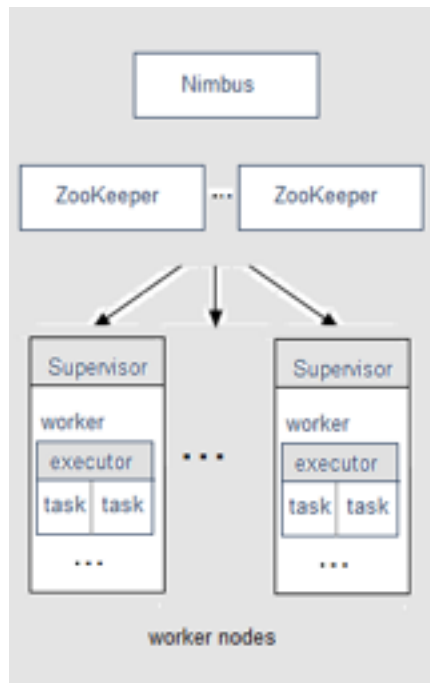 Nimbus
ZooKeeper ... ZooKeeper
Supervisor Supervisor
worker worker
executor ... executor
task task task task
... ...
worker nodes